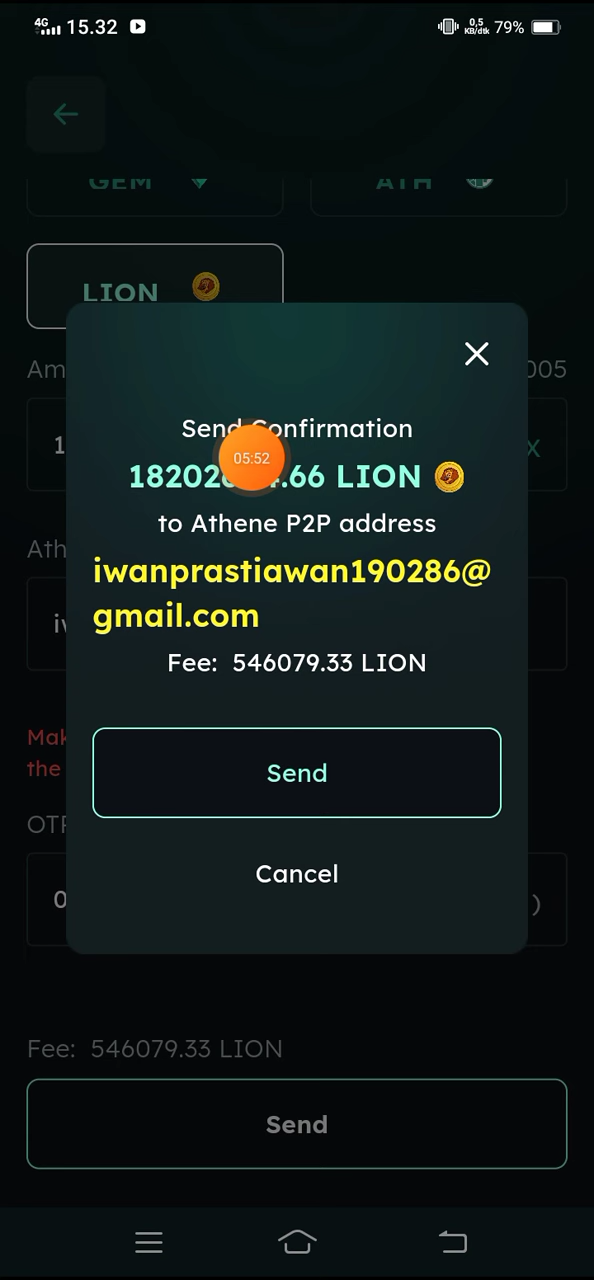 4G 15.32 0,5 KB/dtk 79%
GEM ATH
LION
Am 005
1 X
Send Confirmation
.66 LION
to Athene P2P address
Ath
iwanprastiawan190286@
gmail.com
Fee: 546079.33 LION
05:52
Mak
the
Send
OTP
Cancel
0 )
Fee: 546079.33 LION
Send